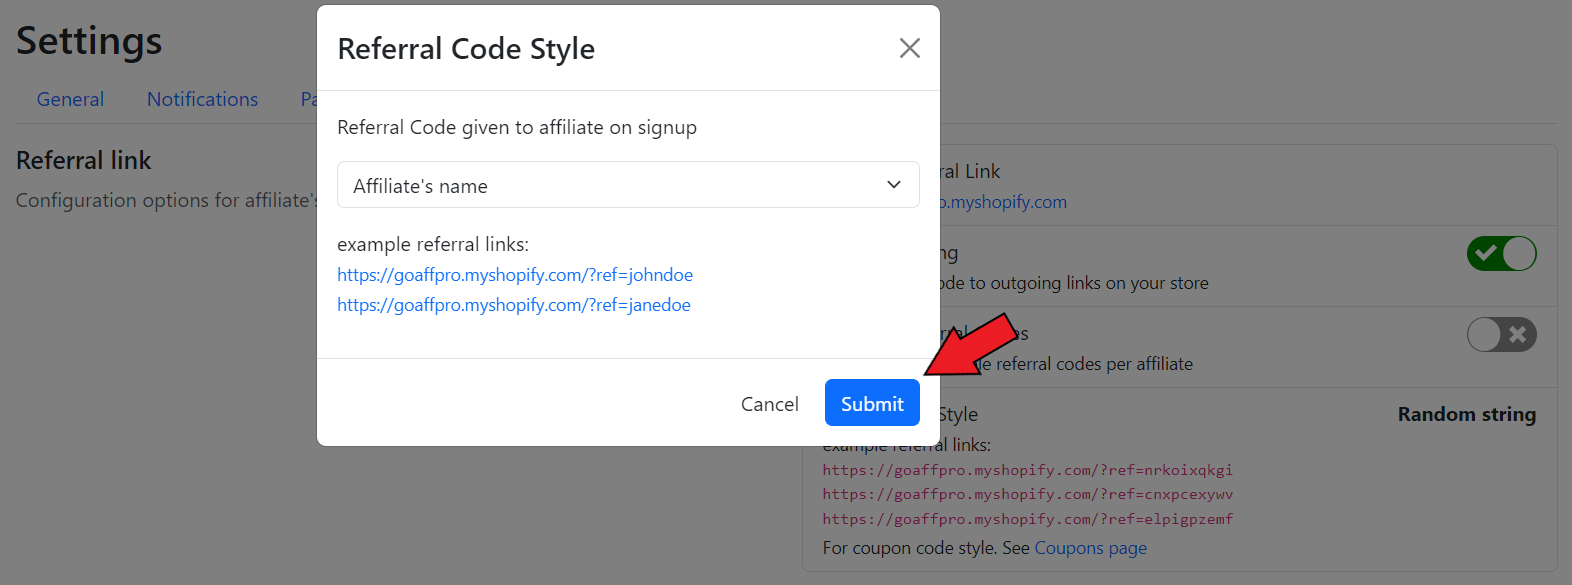 Settings
General Notifications Pa
Referral link
Configuration options for affiliate's
Referral Code Style
Referral Code given to affiliate on signup
Affiliate's name
example referral links:
https://goaffpro.myshopify.com/?ref=johndoe
https://goaffpro.myshopify.com/?ref=janedoe
Cancel Submit
ral Link
o.myshopify.com
ng
ode to outgoing links on your store
referral codes per affiliate
Style Random string
example referral links:
https://goaffpro.myshopify.com/?ref=nrkoixqkgi
https://goaffpro.myshopify.com/?ref=cnxpcexywv
https://goaffpro.myshopify.com/?ref=elpigpzemf
For coupon code style. See Coupons page